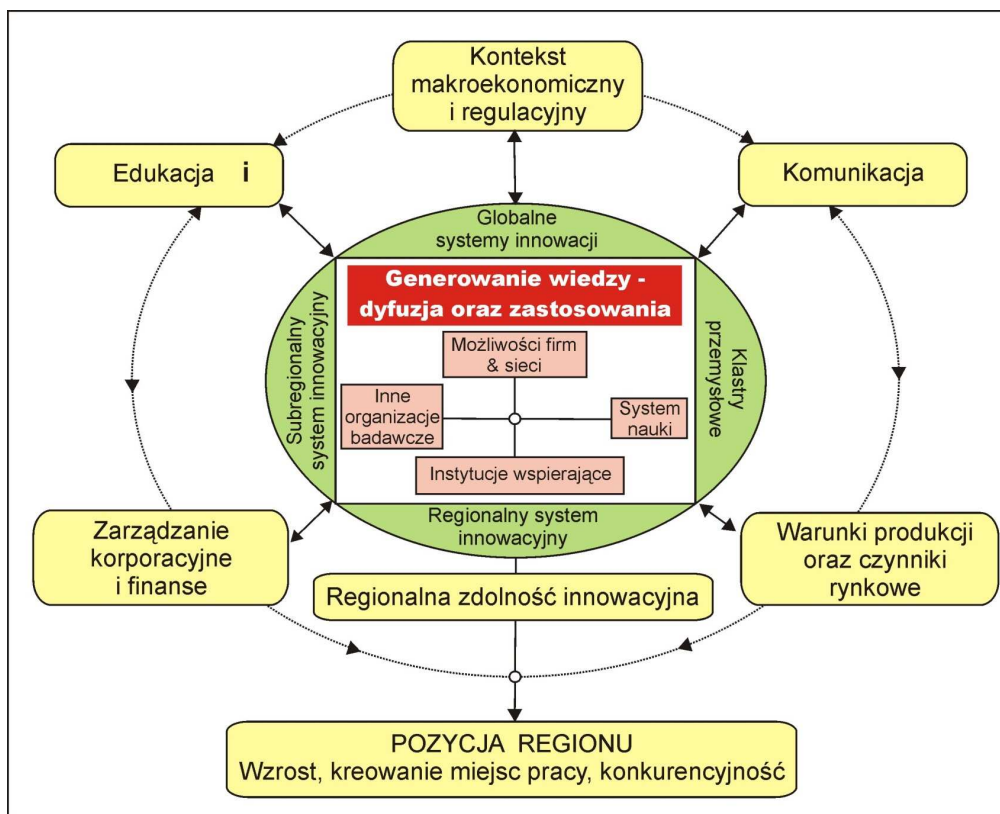 Kontekst
makroekonomiczny
i regulacyjny
Edukacja i
Komunikacja
Globalne
systemy innowacji
Subregionalny
system innowacyjny
Generowanie wiedzy -
dyfuzja oraz zastosowania
Klastry
przemysłowe
Możliwości firm
& sieci
Inne
organizacje
badawcze
System
nauki
Instytucje wspierające
Regionalny system
innowacyjny
Zarządzanie
korporacyjne
i finanse
Warunki produkcji
oraz czynniki
rynkowe
Regionalna zdolność innowacyjna
POZYCJA REGIONU
Wzrost, kreowanie miejsc pracy, konkurencyjność